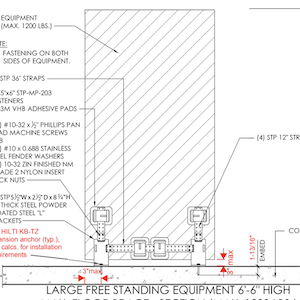 EQUIPMENT
(MAX. 1200 LBS.)
TE:
FASTENING ON BOTH
SIDES OF EQUIPMENT.
STP 36" STRAPS
5"x6" STP-MP-203
STENERS
3M VHB ADHESIVE PADS
) #10-32 x ½" PHILLIPS PAN
AD MACHINE SCREWS
) #10 x 0.688 STAINLESS
EL FENDER WASHERS
) 10-32 ZIN FINISHED NM
ADE 2 NYLON INSERT
CK NUTS
STP5½"W x 2½"D x 8¼"H
THICK STEEL POWDER
ATED STEEL "L"
ACKETS
HILTI KB-TZ
ansion anchor (typ.),
calcs. for installation
irements
(4) STP 12" STR
CO
1-13/16"
EMBED
3" max
3" max
LARGE FREE STANDING EQUIPMENT 6'-6" HIGH